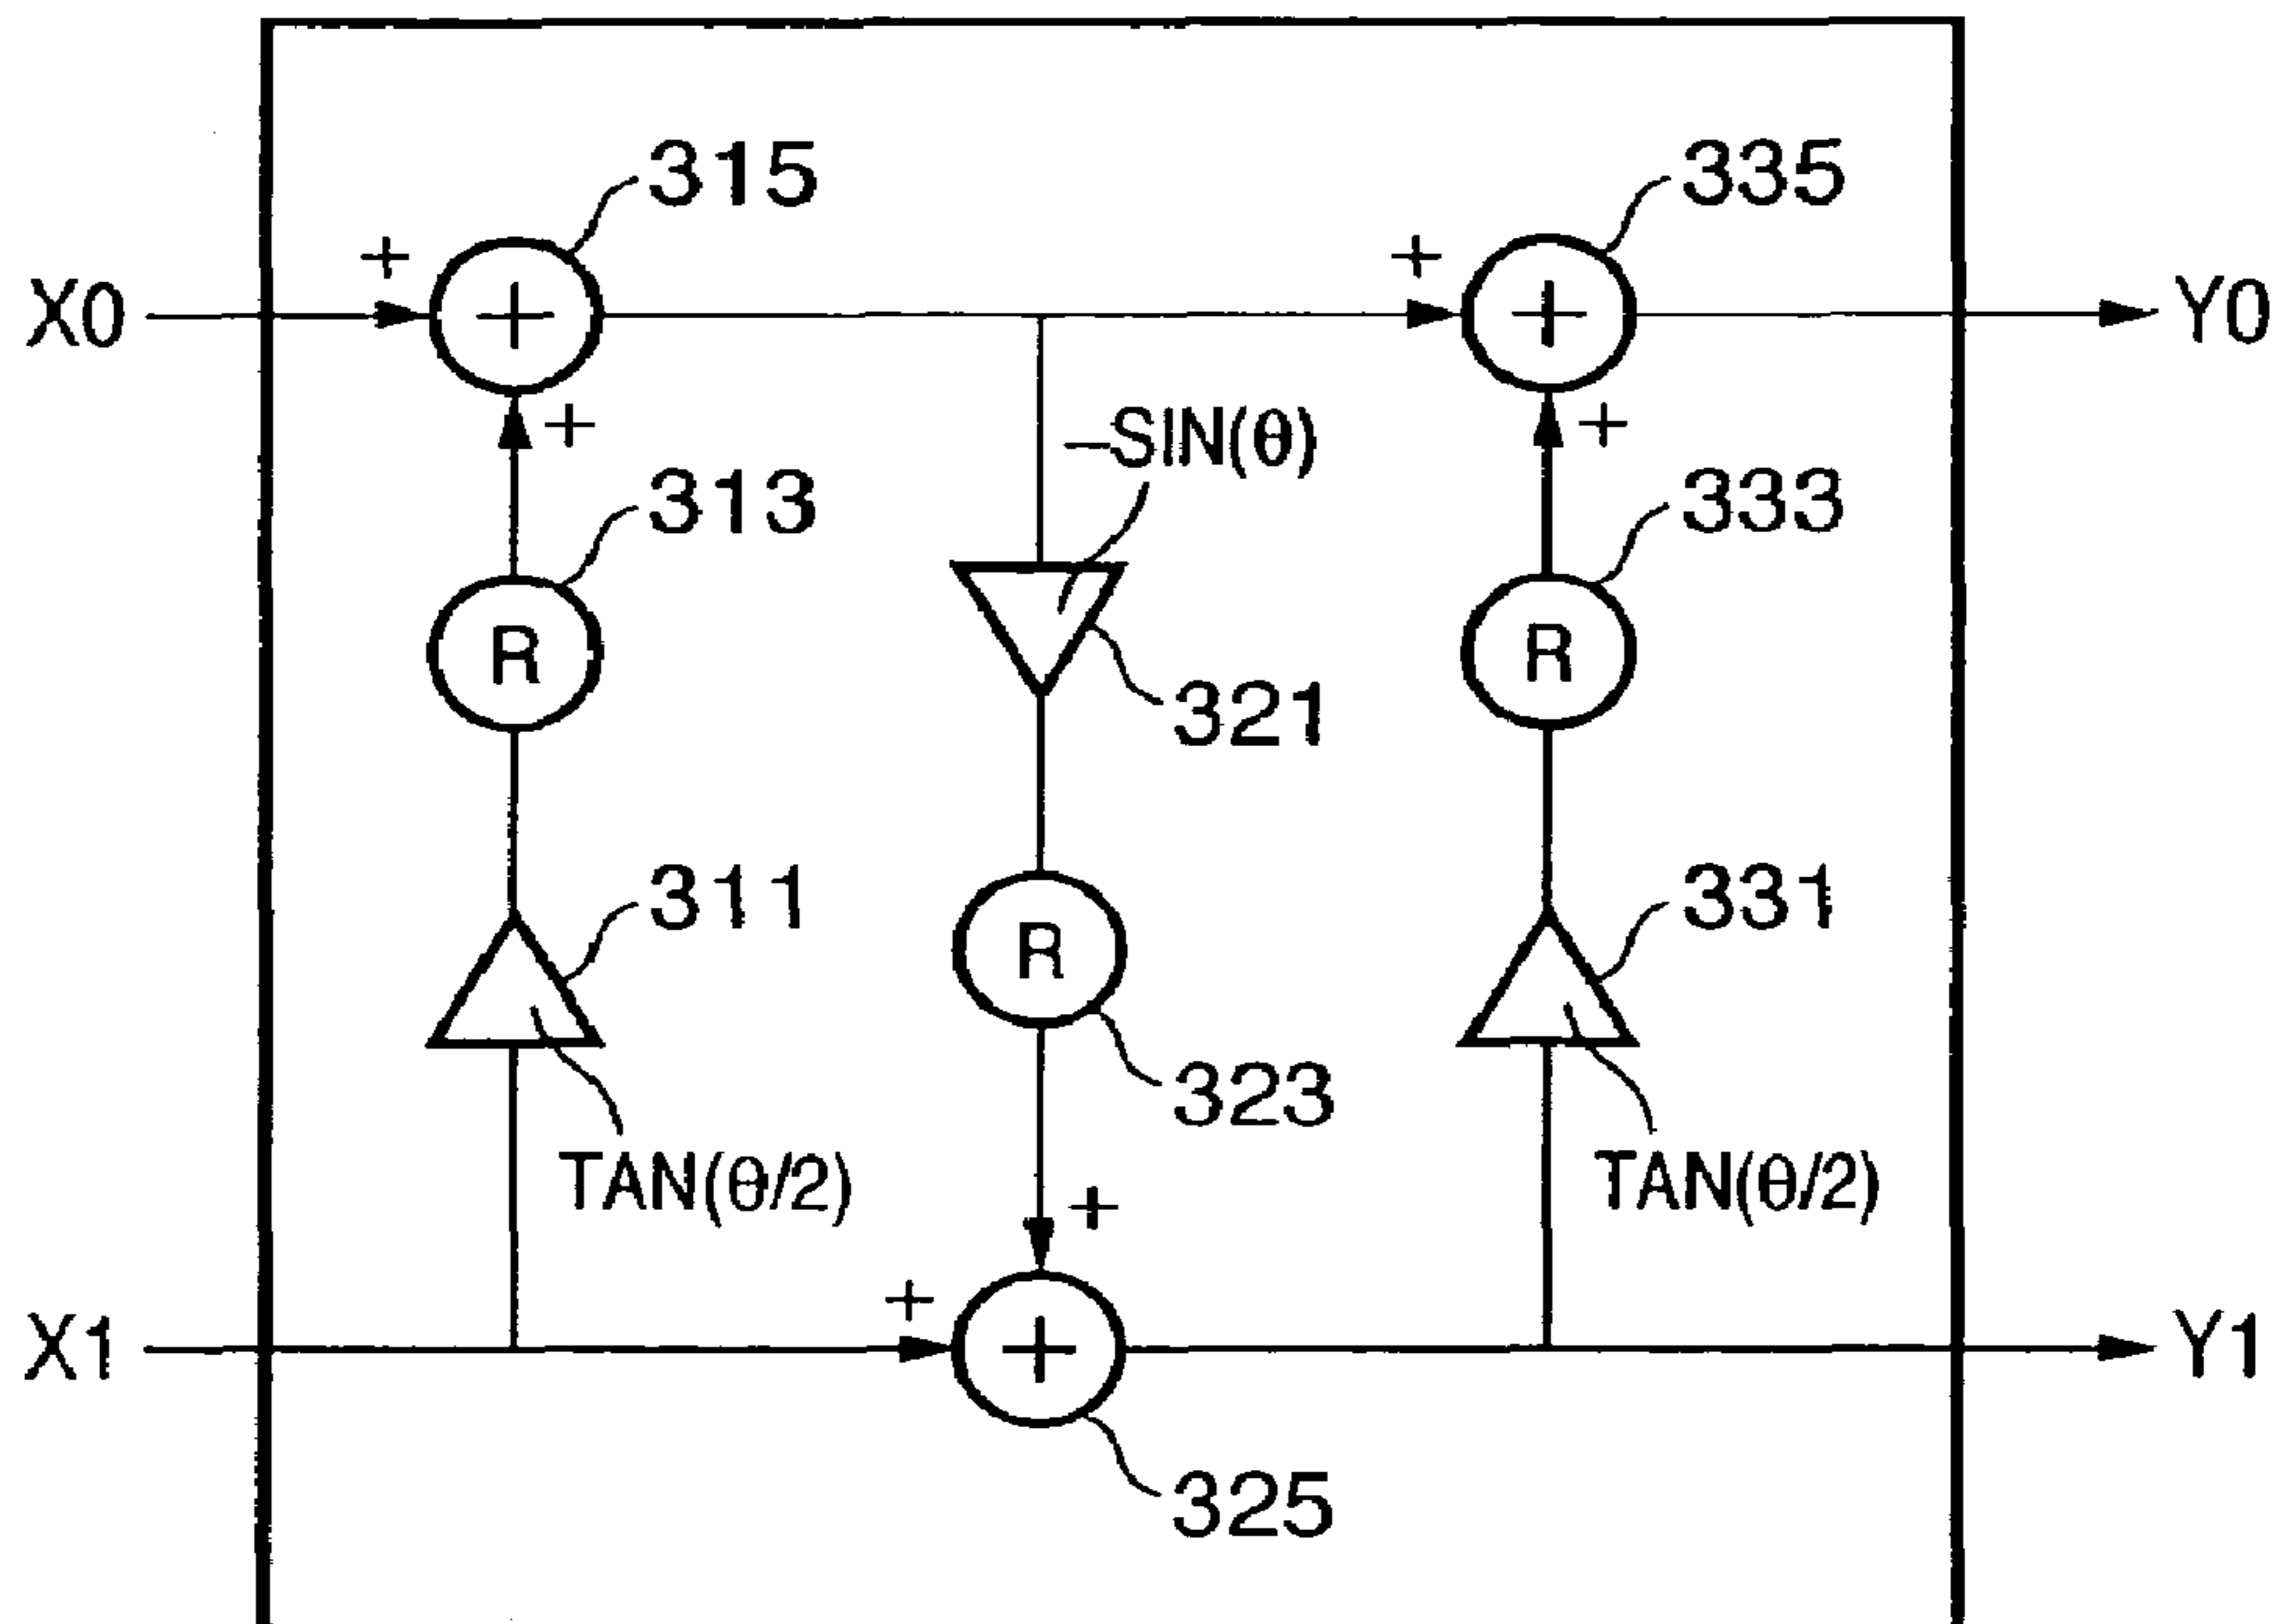 315
335
+
+
X0
+
+
Y0
+
+
–SIN(θ)
313
333
R
R
321
311
331
R
323
TAN(θ/2)
TAN(θ/2)
+
+
X1
+
Y1
325